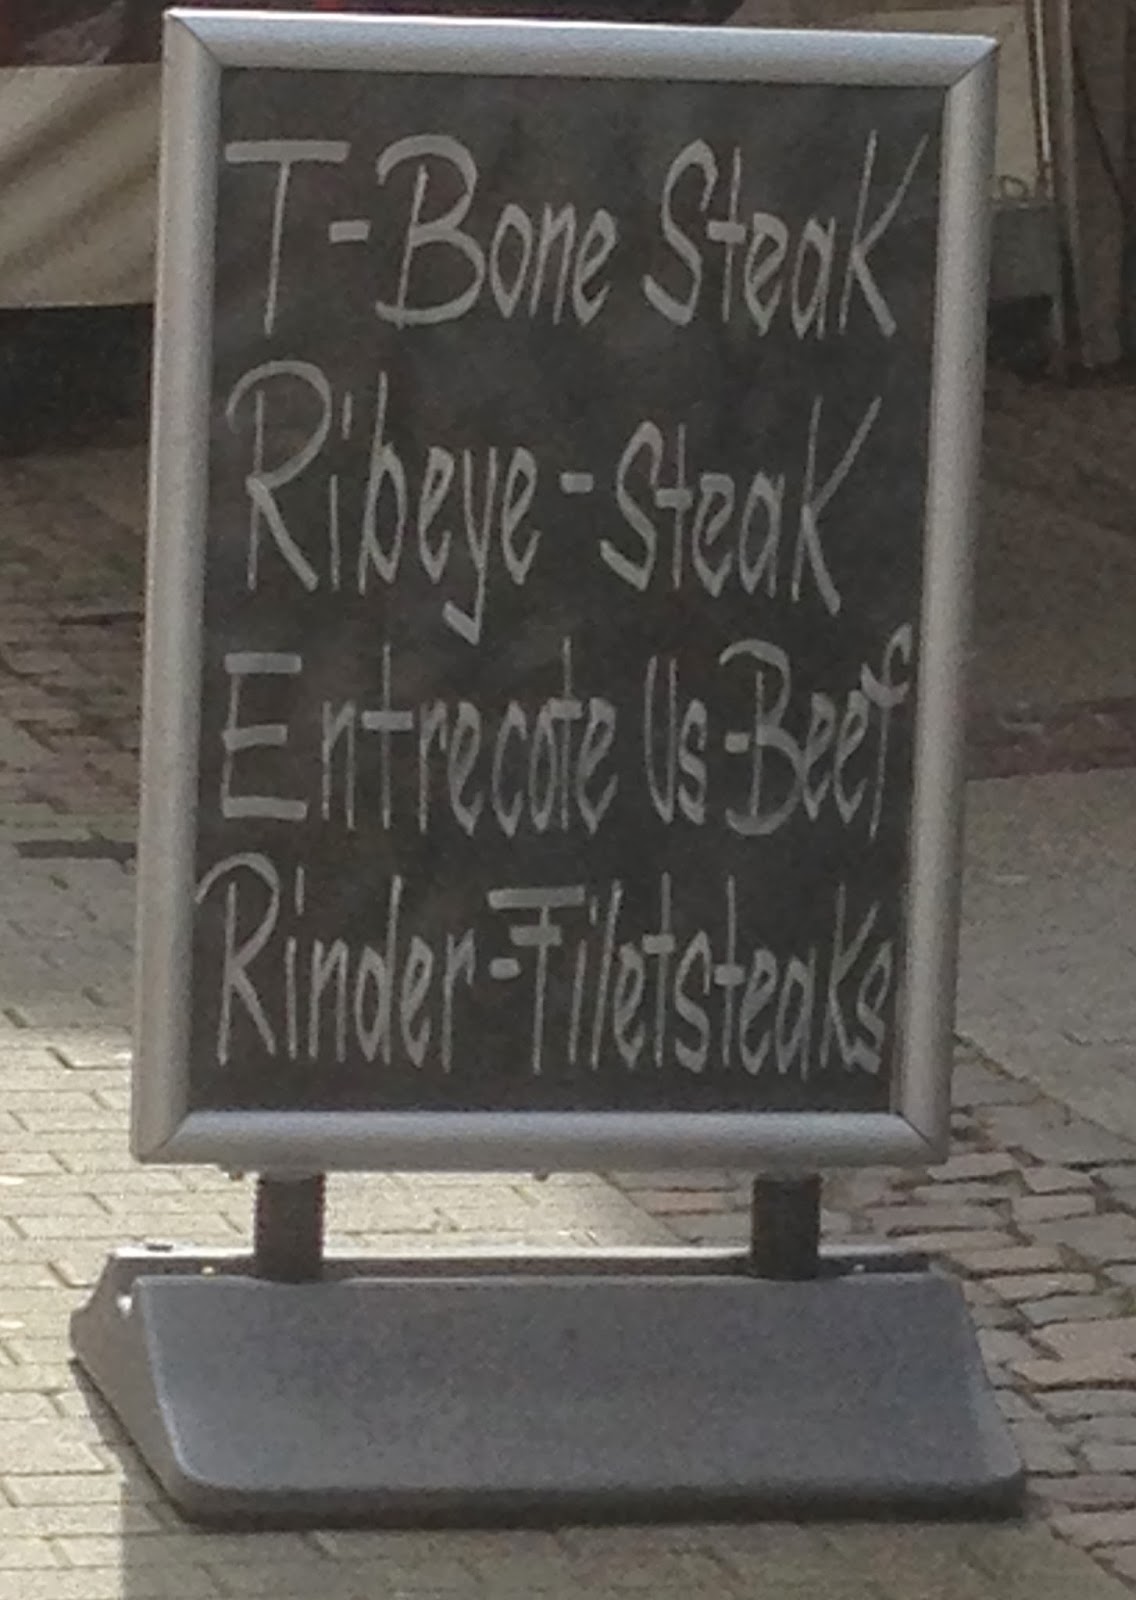 T-Bone Steak
Ribeye-Steak
Entrecote Us-Beef
Rinder-Filetsteaks